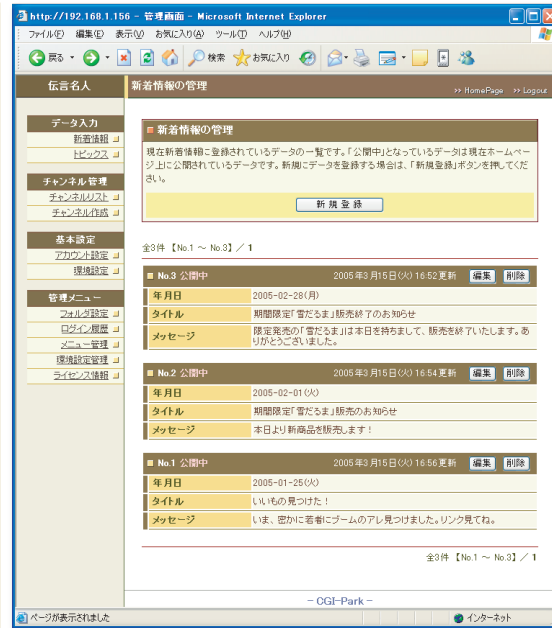 http://192.168.1.156 - 管理画面 - Microsoft Internet Explorer
ファイル(F) 編集(E) 表示(V) お気に入り(A) ツール(T) ヘルプ(H)
戻る 検索 お気に入り
伝言名人 新着情報の管理 >> HomePage >> Logout
データ入力
新着情報
トピックス
チャンネル管理
チャンネルリスト
チャンネル作成
基本設定
アカウント設定
環境設定
管理メニュー
フォルダ設定
ログイン履歴
メニュー管理
環境設定管理
ライセンス情報
■ 新着情報の管理
現在新着情報に登録されているデータの一覧です。「公開中」となっているデータは現在ホームペー
ジ上に公開されているデータです。新規にデータを登録する場合は、「新規登録」ボタンを押してくだ
さい。
新規登録
全3件 【No.1 ～ No.3】 / 1
■ No.3 公開中 2005年3月15日(火) 16:52更新 編集 削除
年月日 2005-02-28(月)
タイトル 期間限定「雪だるま」販売終了のお知らせ
メッセージ 限定発売の「雪だるま」は本日を持ちまして、販売を終了いたします。あ
りがとうございました。
■ No.2 公開中 2005年3月15日(火) 16:54更新 編集 削除
年月日 2005-02-01(火)
タイトル 期間限定「雪だるま」販売のお知らせ
メッセージ 本日より新商品を販売します！
■ No.1 公開中 2005年3月15日(火) 16:56更新 編集 削除
年月日 2005-01-25(火)
タイトル いいもの見つけた！
メッセージ いま、密かに若者にブームのアレ見つけました。リンク見てね。
全3件 【No.1 ～ No.3】 / 1
- CGI-Park -
ページが表示されました インターネット